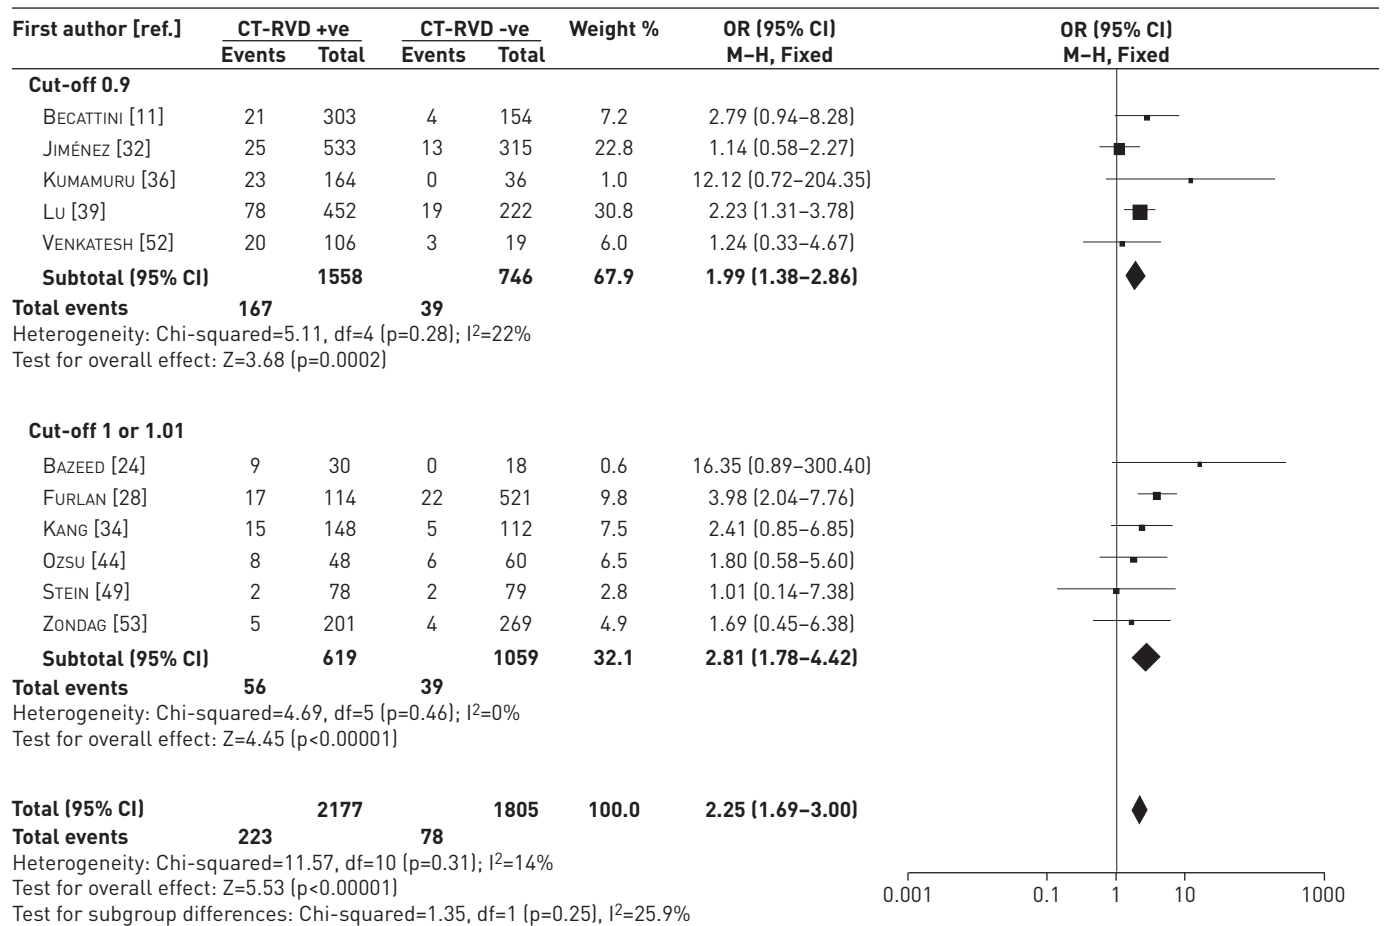 First author [ref.] CT-RVD +ve CT-RVD -ve Weight % OR (95% CI) OR (95% CI)
Events Total Events Total M–H, Fixed M–H, Fixed
Cut-off 0.9
Becattini [11] 21 303 4 154 7.2 2.79 (0.94–8.28)
Jiménez [32] 25 533 13 315 22.8 1.14 (0.58–2.27)
Kumamuru [36] 23 164 0 36 1.0 12.12 (0.72–204.35)
Lu [39] 78 452 19 222 30.8 2.23 (1.31–3.78)
Venkatesh [52] 20 106 3 19 6.0 1.24 (0.33–4.67)
Subtotal (95% CI) 1558 746 67.9 1.99 (1.38–2.86)
Total events 167 39
Heterogeneity: Chi-squared=5.11, df=4 (p=0.28); I²=22%
Test for overall effect: Z=3.68 (p=0.0002)
Cut-off 1 or 1.01
Bazeed [24] 9 30 0 18 0.6 16.35 (0.89–300.40)
Furlan [28] 17 114 22 521 9.8 3.98 (2.04–7.76)
Kang [34] 15 148 5 112 7.5 2.41 (0.85–6.85)
Ozsu [44] 8 48 6 60 6.5 1.80 (0.58–5.60)
Stein [49] 2 78 2 79 2.8 1.01 (0.14–7.38)
Zondag [53] 5 201 4 269 4.9 1.69 (0.45–6.38)
Subtotal (95% CI) 619 1059 32.1 2.81 (1.78–4.42)
Total events 56 39
Heterogeneity: Chi-squared=4.69, df=5 (p=0.46); I²=0%
Test for overall effect: Z=4.45 (p<0.00001)
Total (95% CI) 2177 1805 100.0 2.25 (1.69–3.00)
Total events 223 78
Heterogeneity: Chi-squared=11.57, df=10 (p=0.31); I²=14%
Test for overall effect: Z=5.53 (p<0.00001)
Test for subgroup differences: Chi-squared=1.35, df=1 (p=0.25), I²=25.9%
0.001 0.1 1 10 1000